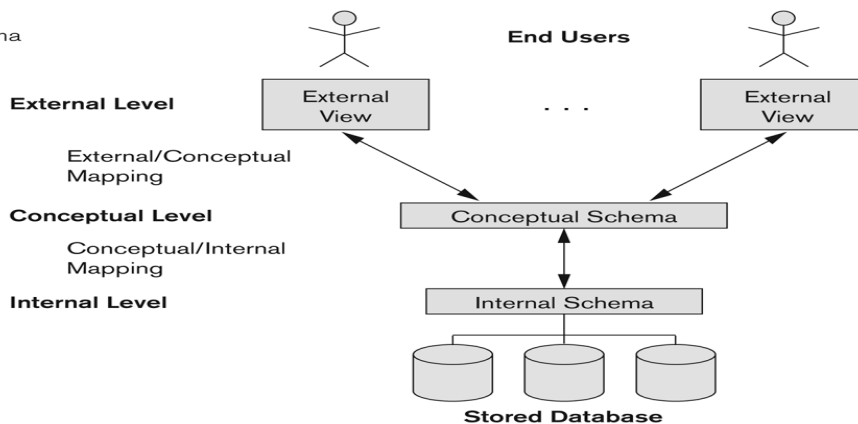 End Users
External Level
External
View
. . .
External
View
External/Conceptual
Mapping
Conceptual Level
Conceptual Schema
Conceptual/Internal
Mapping
Internal Level
Internal Schema
Stored Database